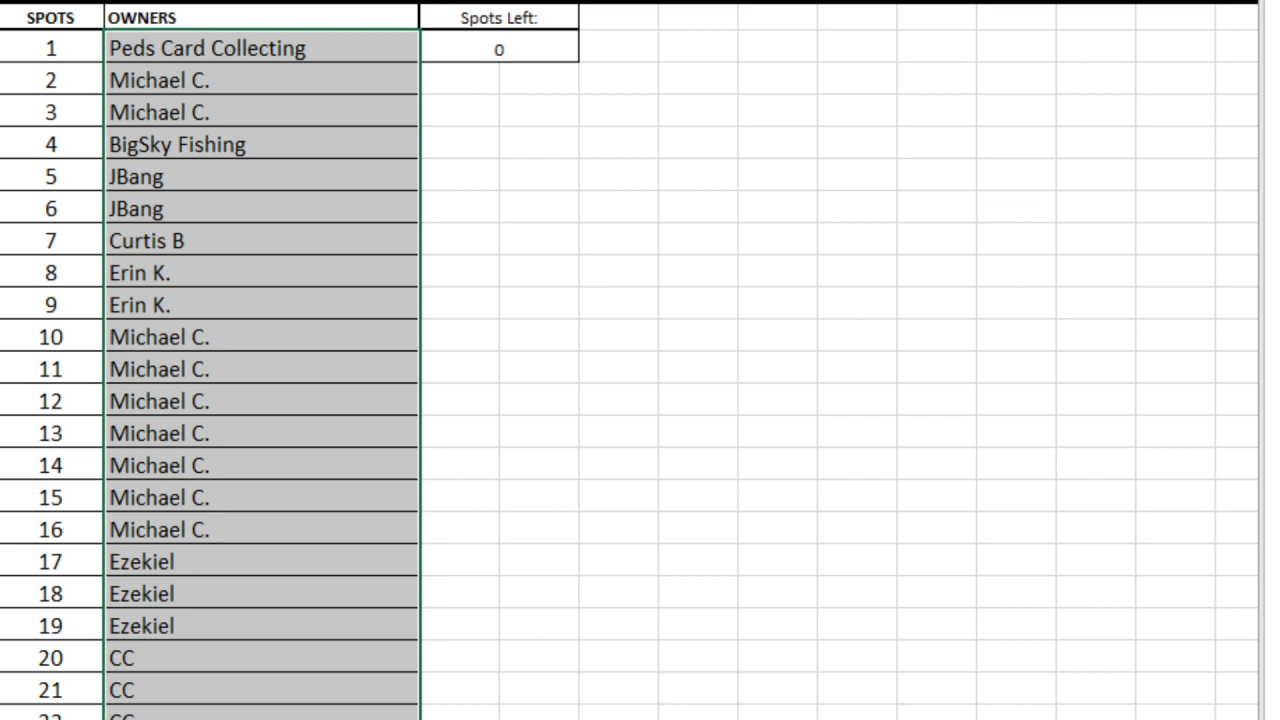 SPOTS OWNERS Spots Left:
1 Peds Card Collecting 0
2 Michael C.
3 Michael C.
4 BigSky Fishing
5 JBang
6 JBang
7 Curtis B
8 Erin K.
9 Erin K.
10 Michael C.
11 Michael C.
12 Michael C.
13 Michael C.
14 Michael C.
15 Michael C.
16 Michael C.
17 Ezekiel
18 Ezekiel
19 Ezekiel
20 CC
21 CC